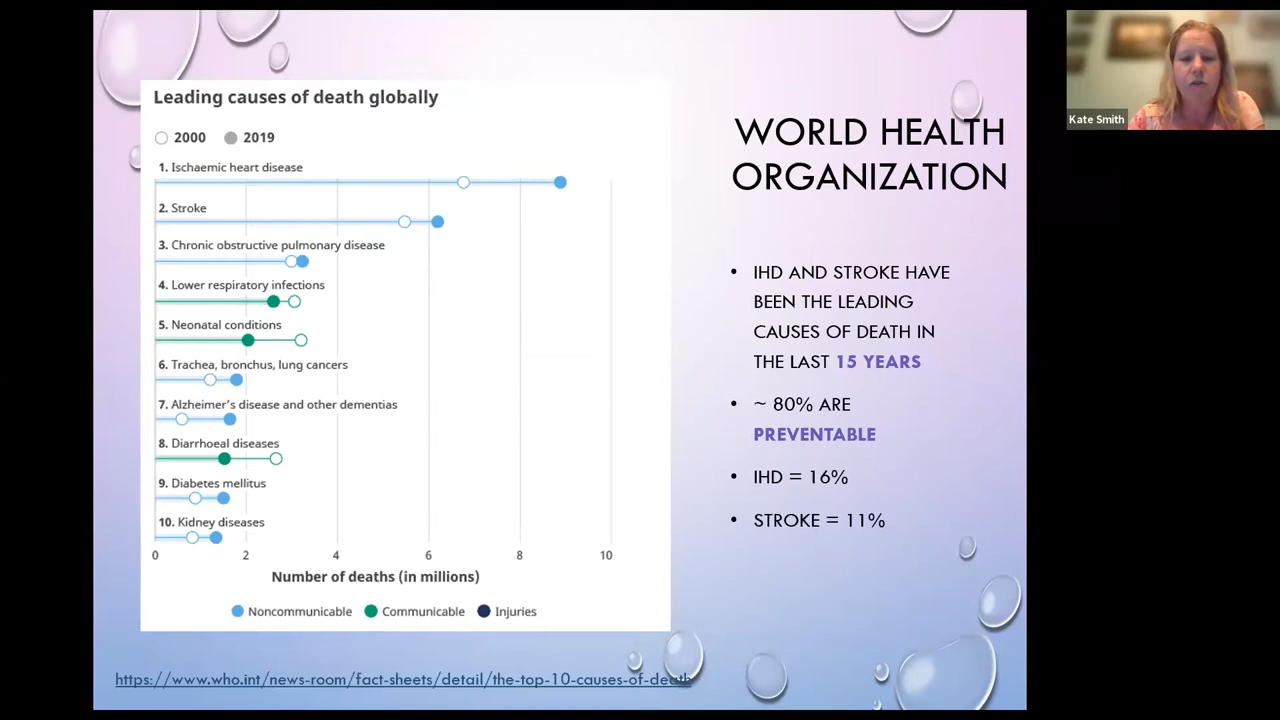 Leading causes of death globally
2000 2019
1. Ischaemic heart disease
2. Stroke
3. Chronic obstructive pulmonary disease
4. Lower respiratory infections
5. Neonatal conditions
6. Trachea, bronchus, lung cancers
7. Alzheimer's disease and other dementias
8. Diarrhoeal diseases
9. Diabetes mellitus
10. Kidney diseases
0 2 4 6 8 10
Number of deaths (in millions)
Noncommunicable Communicable Injuries
https://www.who.int/news-room/fact-sheets/detail/the-top-10-causes-of-death
WORLD HEALTH
ORGANIZATION
• IHD AND STROKE HAVE
BEEN THE LEADING
CAUSES OF DEATH IN
THE LAST 15 YEARS
• ~ 80% ARE
PREVENTABLE
• IHD = 16%
• STROKE = 11%
Kate Smith